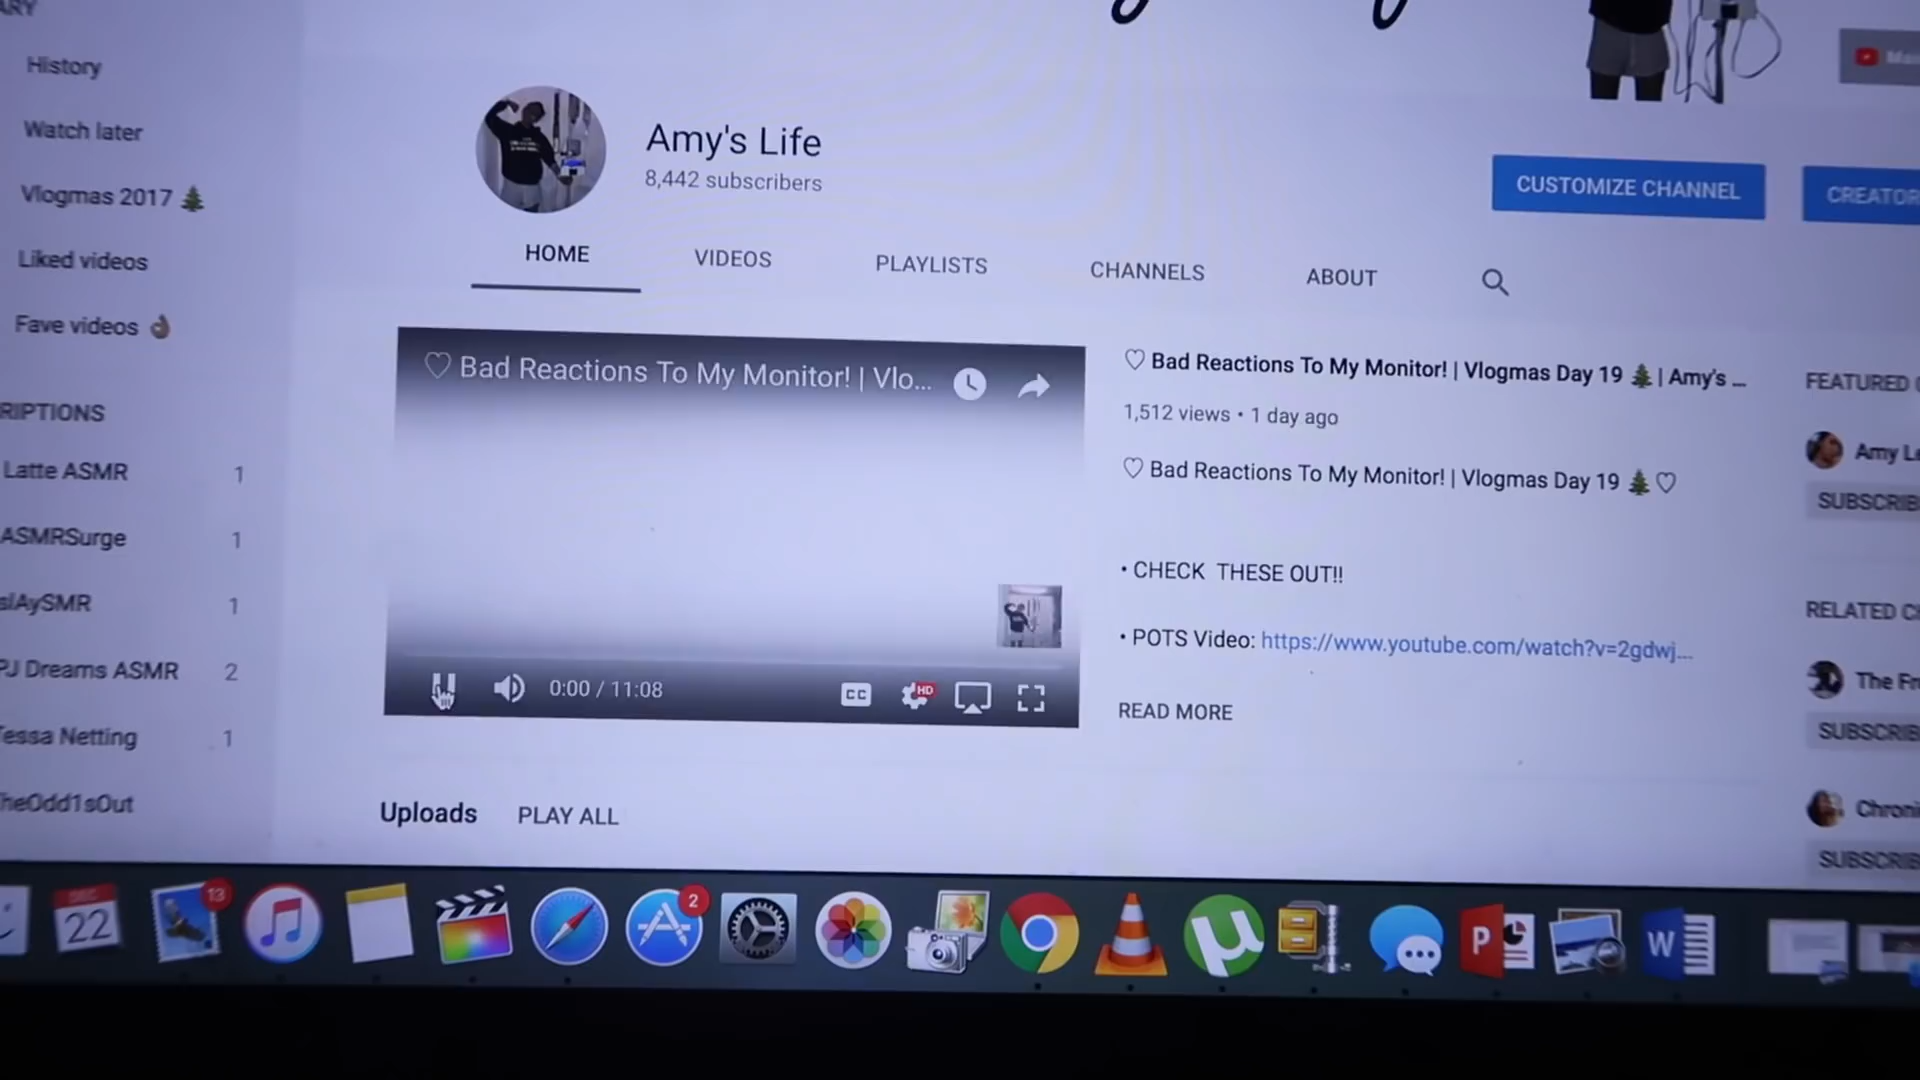 History
Watch later
Vlogmas 2017 🎄
Liked videos
Fave videos 👌🏽
Latte ASMR 1
ASMRSurge 1
1
PJ Dreams ASMR 2
Tessa Netting 1
TheOdd1sOut
Amy's Life
8,442 subscribers
CUSTOMIZE CHANNEL
HOME
VIDEOS
PLAYLISTS
CHANNELS
ABOUT
♡ Bad Reactions To My Monitor! | Vlo...
0:00 / 11:08
CC
HD
♡ Bad Reactions To My Monitor! | Vlogmas Day 19 🎄 | Amy's ...
1,512 views • 1 day ago
♡ Bad Reactions To My Monitor! | Vlogmas Day 19 🎄♡
• CHECK THESE OUT!!
• POTS Video: https://www.youtube.com/watch?v=2gdwj...
READ MORE
FEATURED
Amy
RELATED
The
Uploads PLAY ALL
DEC
22
13
2
P
W